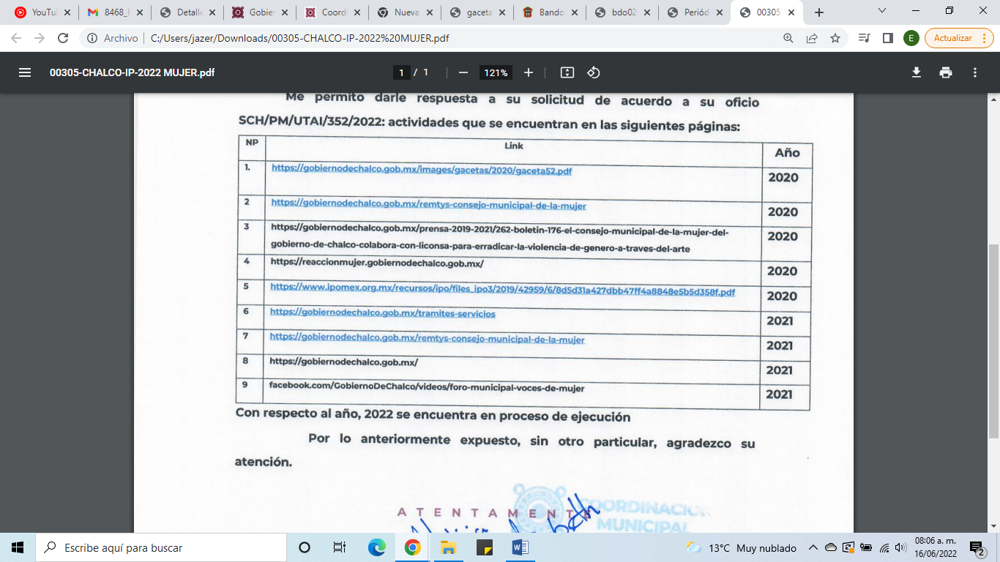 YouTu
8468_F
Detalle
Gobier
Coord
Nueva
gaceta
Bando
bdo02
Periód
00305
Archivo
C:/Users/jazer/Downloads/00305-CHALCO-IP-2022%20MUJER.pdf
E
Actualizar
00305-CHALCO-IP-2022 MUJER.pdf
1 / 1
121%
Me permito darle respuesta a su solicitud de acuerdo a su oficio
SCH/PM/UTAI/352/2022: actividades que se encuentran en las siguientes páginas:
NP Link Año
1. https://gobiernodechalco.gob.mx/images/gacetas/2020/gaceta52.pdf 2020
2 https://gobiernodechalco.gob.mx/remtys-consejo-municipal-de-la-mujer 2020
3 https://gobiernodechalco.gob.mx/prensa-2019-2021/262-boletin-176-el-consejo-municipal-de-la-mujer-del- 2020
gobierno-de-chalco-colabora-con-liconsa-para-erradicar-la-violencia-de-genero-a-traves-del-arte
4 https://reaccionmujer.gobiernodechalco.gob.mx/ 2020
5 https://www.ipomex.org.mx/recursos/ipo/files_ipo3/2019/42959/6/8d5d31a427dbb47ff4a8848e5b5d358f.pdf 2020
6 https://gobiernodechalco.gob.mx/tramites-servicios 2021
7 https://gobiernodechalco.gob.mx/remtys-consejo-municipal-de-la-mujer 2021
8 https://gobiernodechalco.gob.mx/ 2021
9 facebook.com/GobiernoDeChalco/videos/foro-municipal-voces-de-mujer 2021
Con respecto al año, 2022 se encuentra en proceso de ejecución
Por lo anteriormente expuesto, sin otro particular, agradezco su
atención.
ATENTAMENTE
COORDINACIÓN
MUNICIPAL
Escribe aquí para buscar
13°C Muy nublado
08:06 a. m.
16/06/2022
2